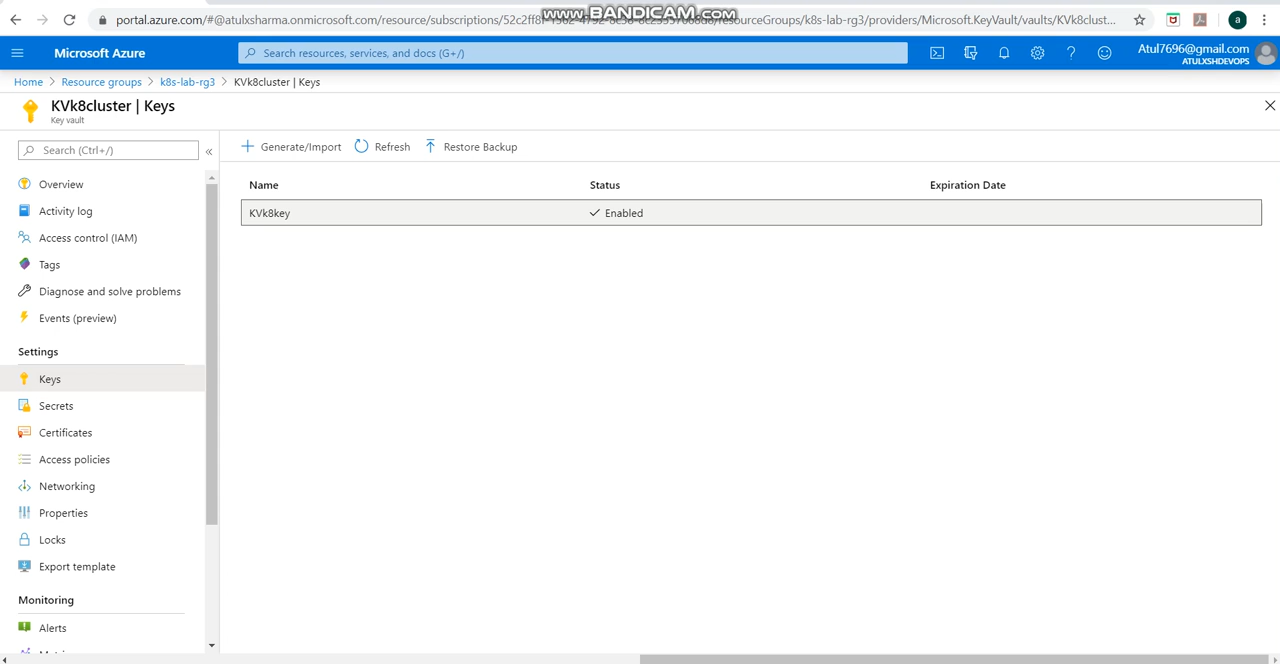 portal.azure.com/#@atulxsharma.onmicrosoft.com/resource/subscriptions/
resourceGroups/k8s-lab-rg3/providers/Microsoft.KeyVault/vaults/KVk8clust...
www.BANDICAM.com
a
Microsoft Azure
Search resources, services, and docs (G+/)
Atul7696@gmail.com
ATULXSHDEVOPS
Home > Resource groups > k8s-lab-rg3 > KVk8cluster | Keys
KVk8cluster | Keys
Key vault
Search (Ctrl+/)
«
Generate/Import
Refresh
Restore Backup
Overview
Activity log
Access control (IAM)
Tags
Diagnose and solve problems
Events (preview)
Settings
Keys
Secrets
Certificates
Access policies
Networking
Properties
Locks
Export template
Monitoring
Alerts
Name Status Expiration Date
KVk8key Enabled